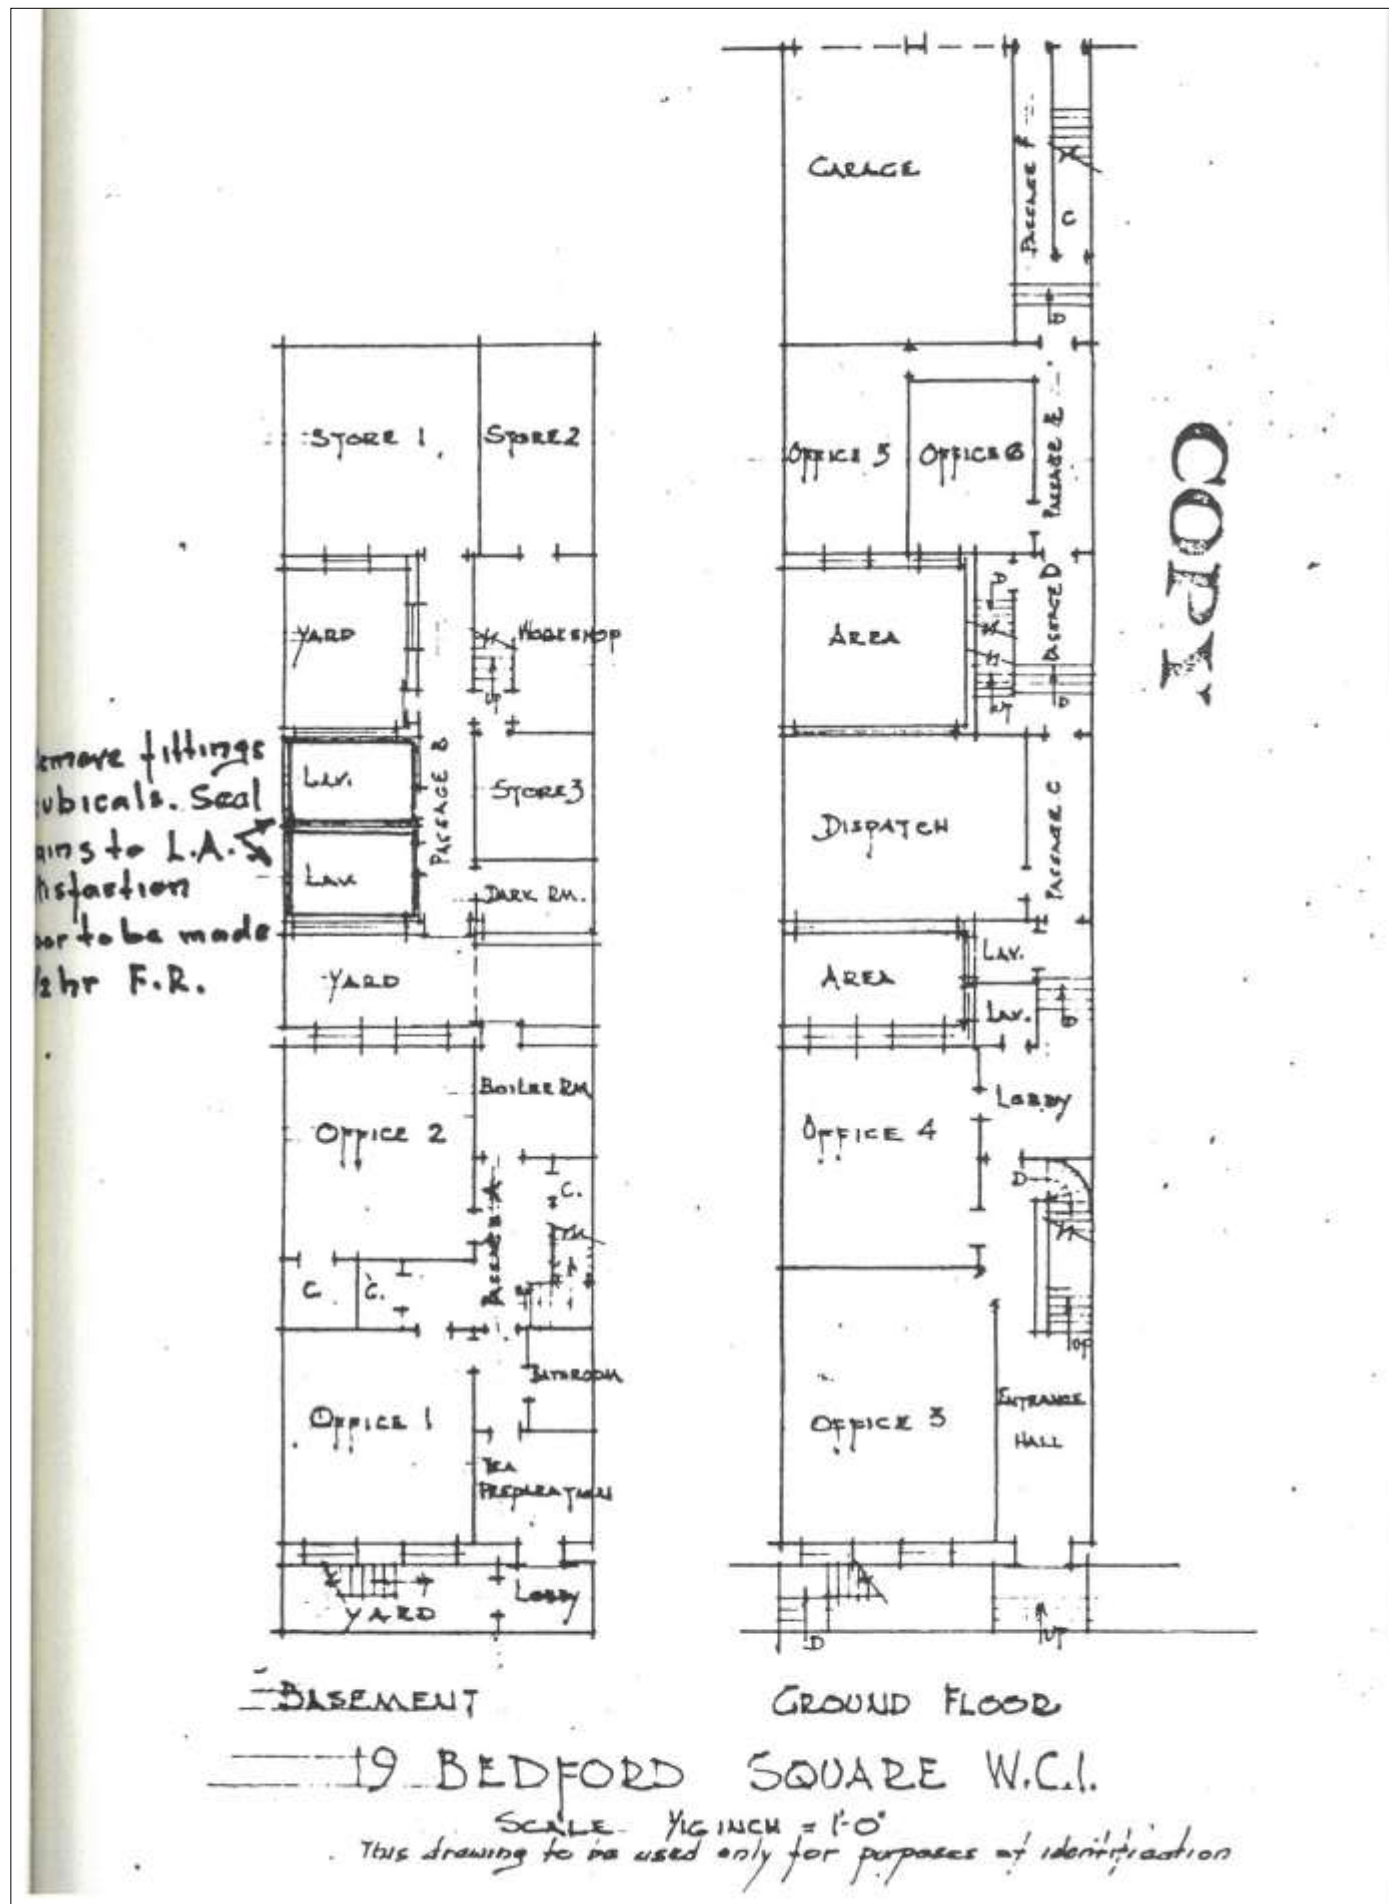 GARAGE
PASSAGE F
C
D
STORE 1
STORE 2
OFFICE 5
OFFICE 6
PASSAGE E
COPY
YARD
WORKSHOP
UP
AREA
D
UP
PASSAGE D
D
Remove fittings
cubicals. Seal
ains to L.A.
tisfaction
oor to be made
1/2 hr F.R.
LAV.
LAV.
PASSAGE B
STORE 3
DARK RM.
DISPATCH
PASSAGE C
YARD
AREA
LAV.
LAV.
D
BOILER RM
OFFICE 2
PASSAGE A
C.
C
C.
OFFICE 4
LOBBY
D
UP
OFFICE 1
BATHROOM
TEA
PREPARATION
OFFICE 3
ENTRANCE
HALL
YARD
LOBBY
D
UP
BASEMENT
GROUND FLOOR
19 BEDFORD SQUARE W.C.1.
SCALE 1/16 INCH = 1'-0"
This drawing to be used only for purposes of identification